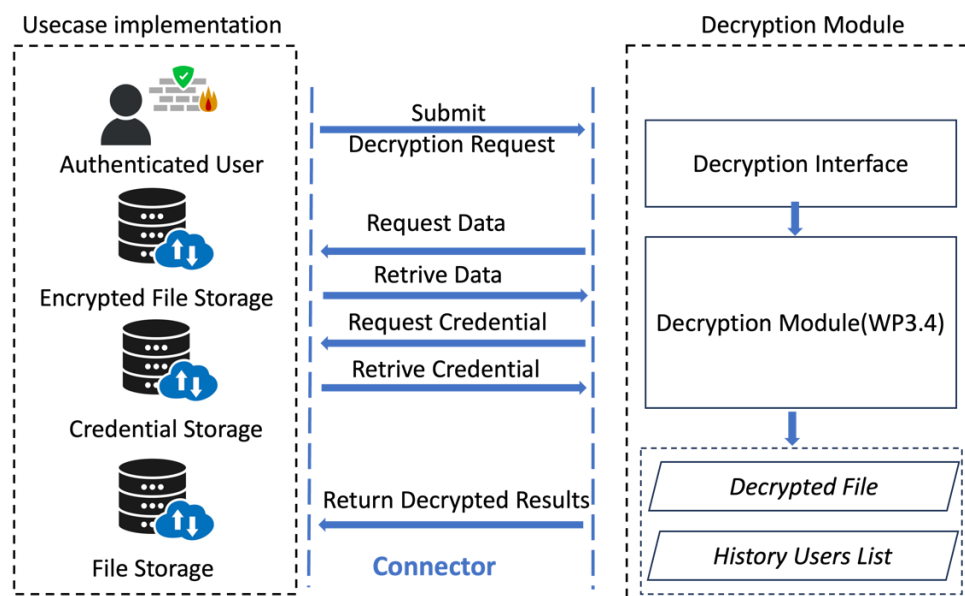 Usecase implementation
Decryption Module
Authenticated User
Encrypted File Storage
Credential Storage
File Storage
Submit
Decryption Request
Request Data
Retrive Data
Request Credential
Retrive Credential
Return Decrypted Results
Connector
Decryption Interface
Decryption Module(WP3.4)
Decrypted File
History Users List